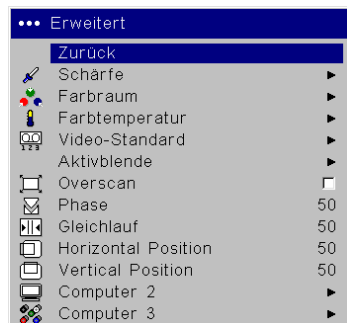 ••• Erweitert
Zurück
Schärfe
Farbraum
Farbtemperatur
123 Video-Standard
Aktivblende
Overscan
Phase 50
Gleichlauf 50
Horizontal Position 50
Vertical Position 50
Computer 2
Computer 3